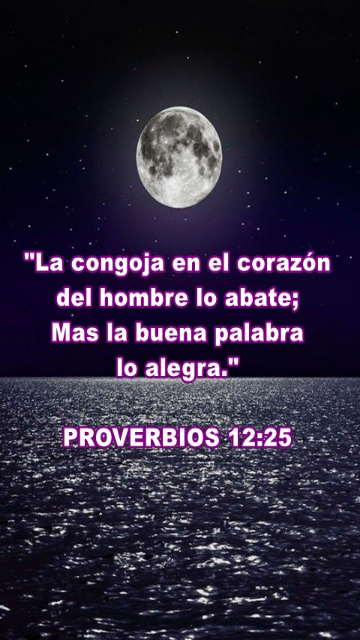 "La congoja en el corazón
del hombre lo abate;
Mas la buena palabra
lo alegra."
PROVERBIOS 12:25